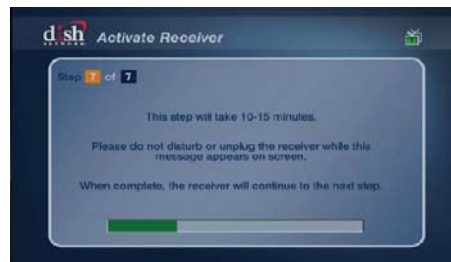 dish
NETWORK
Activate Receiver
Step 7 of 7
This step will take 10-15 minutes.
Please do not disturb or unplug the receiver while this
message appears on screen.
When complete, the receiver will continue to the next step.